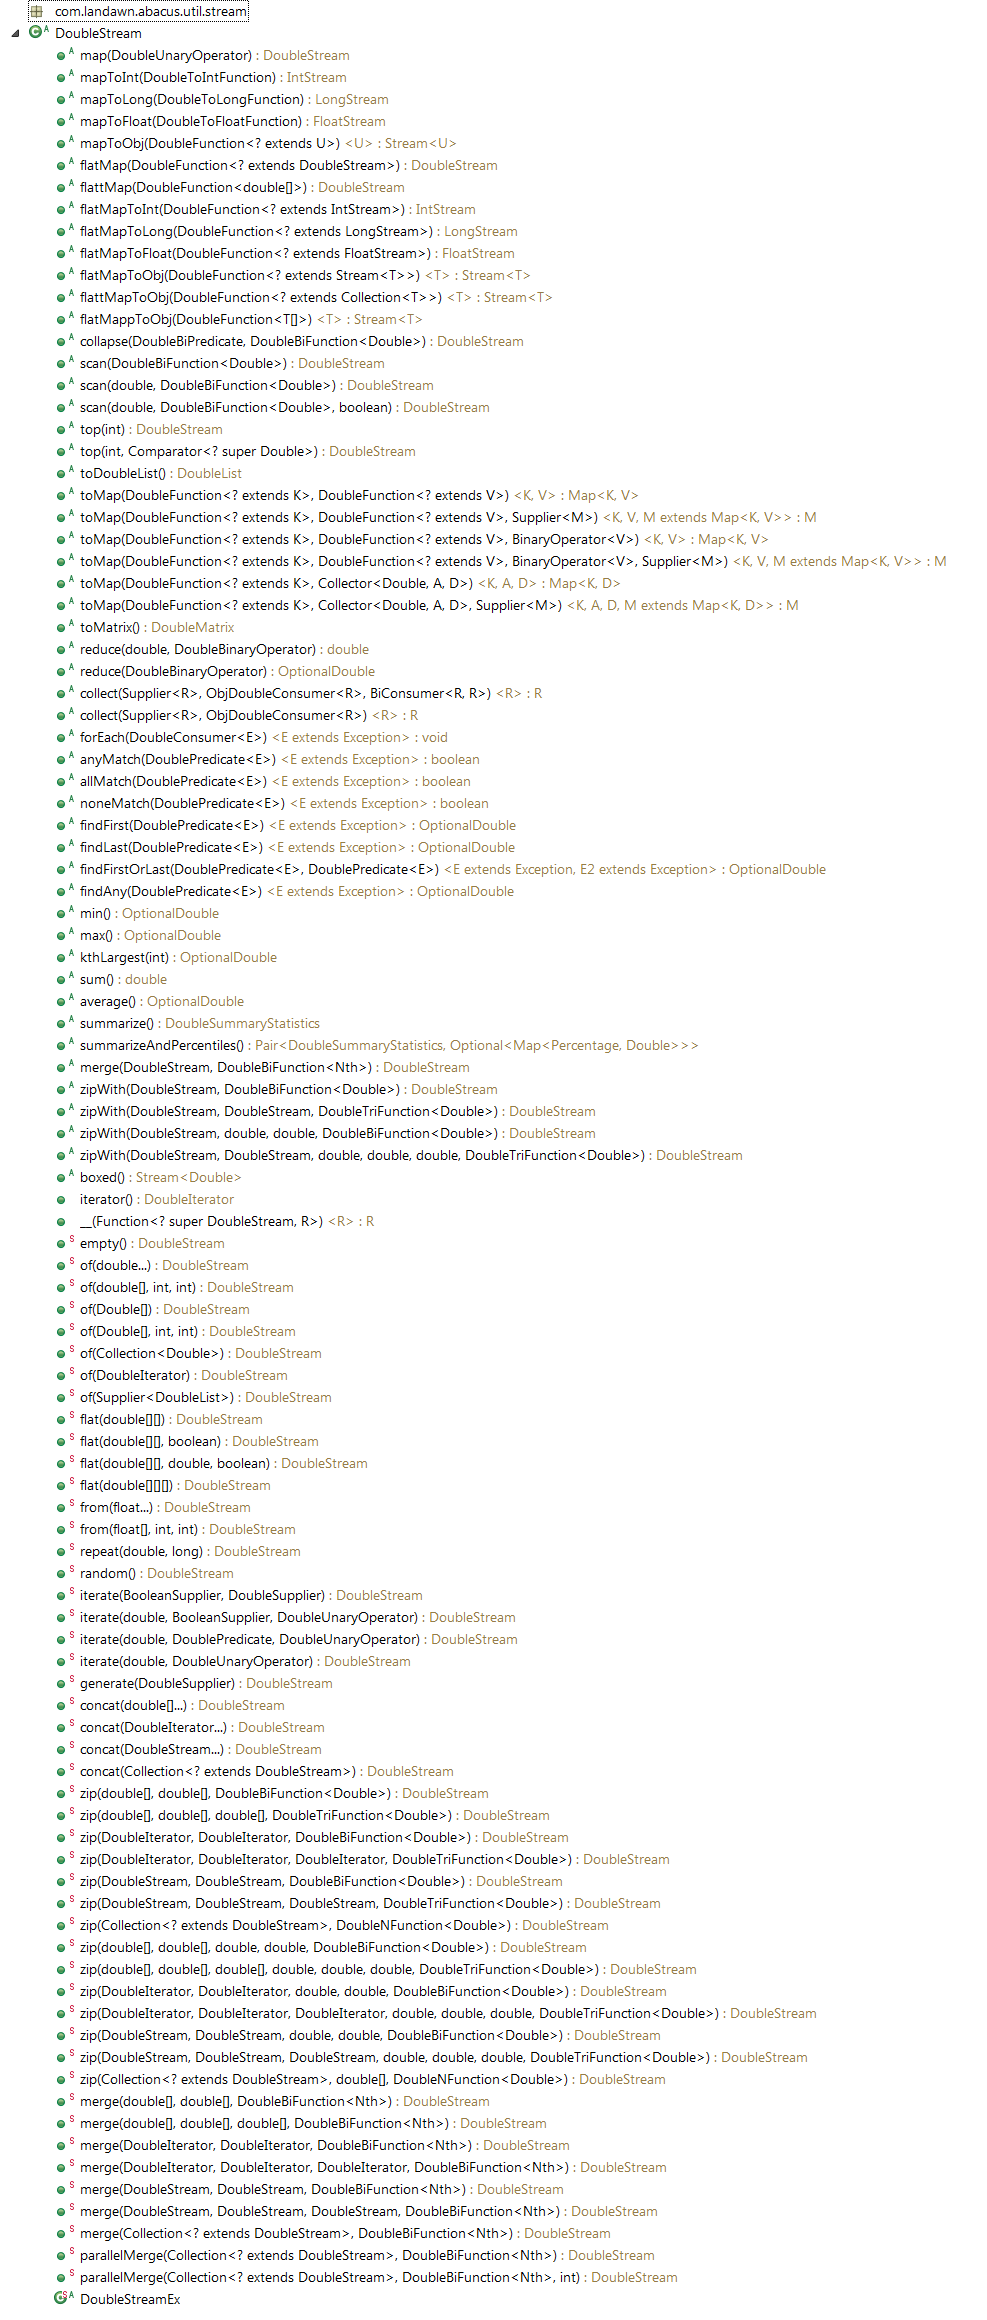 com.landawn.abacus.util.stream
DoubleStream
map(DoubleUnaryOperator) : DoubleStream
mapToInt(DoubleToIntFunction) : IntStream
mapToLong(DoubleToLongFunction) : LongStream
mapToFloat(DoubleToFloatFunction) : FloatStream
mapToObj(DoubleFunction<? extends U>) <U> : Stream<U>
flatMap(DoubleFunction<? extends DoubleStream>) : DoubleStream
flattMap(DoubleFunction<double[]>) : DoubleStream
flatMapToInt(DoubleFunction<? extends IntStream>) : IntStream
flatMapToLong(DoubleFunction<? extends LongStream>) : LongStream
flatMapToFloat(DoubleFunction<? extends FloatStream>) : FloatStream
flatMapToObj(DoubleFunction<? extends Stream<T>>) <T> : Stream<T>
flattMapToObj(DoubleFunction<? extends Collection<T>>) <T> : Stream<T>
flatMappToObj(DoubleFunction<T[]>) <T> : Stream<T>
collapse(DoubleBiPredicate, DoubleBiFunction<Double>) : DoubleStream
scan(DoubleBiFunction<Double>) : DoubleStream
scan(double, DoubleBiFunction<Double>) : DoubleStream
scan(double, DoubleBiFunction<Double>, boolean) : DoubleStream
top(int) : DoubleStream
top(int, Comparator<? super Double>) : DoubleStream
toDoubleList() : DoubleList
toMap(DoubleFunction<? extends K>, DoubleFunction<? extends V>) <K, V> : Map<K, V>
toMap(DoubleFunction<? extends K>, DoubleFunction<? extends V>, Supplier<M>) <K, V, M extends Map<K, V>> : M
toMap(DoubleFunction<? extends K>, DoubleFunction<? extends V>, BinaryOperator<V>) <K, V> : Map<K, V>
toMap(DoubleFunction<? extends K>, DoubleFunction<? extends V>, BinaryOperator<V>, Supplier<M>) <K, V, M extends Map<K, V>> : M
toMap(DoubleFunction<? extends K>, Collector<Double, A, D>) <K, A, D> : Map<K, D>
toMap(DoubleFunction<? extends K>, Collector<Double, A, D>, Supplier<M>) <K, A, D, M extends Map<K, D>> : M
toMatrix() : DoubleMatrix
reduce(double, DoubleBinaryOperator) : double
reduce(DoubleBinaryOperator) : OptionalDouble
collect(Supplier<R>, ObjDoubleConsumer<R>, BiConsumer<R, R>) <R> : R
collect(Supplier<R>, ObjDoubleConsumer<R>) <R> : R
forEach(DoubleConsumer<E>) <E extends Exception> : void
anyMatch(DoublePredicate<E>) <E extends Exception> : boolean
allMatch(DoublePredicate<E>) <E extends Exception> : boolean
noneMatch(DoublePredicate<E>) <E extends Exception> : boolean
findFirst(DoublePredicate<E>) <E extends Exception> : OptionalDouble
findLast(DoublePredicate<E>) <E extends Exception> : OptionalDouble
findFirstOrLast(DoublePredicate<E>, DoublePredicate<E>) <E extends Exception, E2 extends Exception> : OptionalDouble
findAny(DoublePredicate<E>) <E extends Exception> : OptionalDouble
min() : OptionalDouble
max() : OptionalDouble
kthLargest(int) : OptionalDouble
sum() : double
average() : OptionalDouble
summarize() : DoubleSummaryStatistics
summarizeAndPercentiles() : Pair<DoubleSummaryStatistics, Optional<Map<Percentage, Double>>>
merge(DoubleStream, DoubleBiFunction<Nth>) : DoubleStream
zipWith(DoubleStream, DoubleBiFunction<Double>) : DoubleStream
zipWith(DoubleStream, DoubleStream, DoubleTriFunction<Double>) : DoubleStream
zipWith(DoubleStream, double, double, DoubleBiFunction<Double>) : DoubleStream
zipWith(DoubleStream, DoubleStream, double, double, double, DoubleTriFunction<Double>) : DoubleStream
boxed() : Stream<Double>
iterator() : DoubleIterator
__(Function<? super DoubleStream, R>) <R> : R
empty() : DoubleStream
of(double...) : DoubleStream
of(double[], int, int) : DoubleStream
of(Double[]) : DoubleStream
of(Double[], int, int) : DoubleStream
of(Collection<Double>) : DoubleStream
of(DoubleIterator) : DoubleStream
of(Supplier<DoubleList>) : DoubleStream
flat(double[][]) : DoubleStream
flat(double[][], boolean) : DoubleStream
flat(double[][], double, boolean) : DoubleStream
flat(double[][][]) : DoubleStream
from(float...) : DoubleStream
from(float[], int, int) : DoubleStream
repeat(double, long) : DoubleStream
random() : DoubleStream
iterate(BooleanSupplier, DoubleSupplier) : DoubleStream
iterate(double, BooleanSupplier, DoubleUnaryOperator) : DoubleStream
iterate(double, DoublePredicate, DoubleUnaryOperator) : DoubleStream
iterate(double, DoubleUnaryOperator) : DoubleStream
generate(DoubleSupplier) : DoubleStream
concat(double[]...) : DoubleStream
concat(DoubleIterator...) : DoubleStream
concat(DoubleStream...) : DoubleStream
concat(Collection<? extends DoubleStream>) : DoubleStream
zip(double[], double[], DoubleBiFunction<Double>) : DoubleStream
zip(double[], double[], double[], DoubleTriFunction<Double>) : DoubleStream
zip(DoubleIterator, DoubleIterator, DoubleBiFunction<Double>) : DoubleStream
zip(DoubleIterator, DoubleIterator, DoubleIterator, DoubleTriFunction<Double>) : DoubleStream
zip(DoubleStream, DoubleStream, DoubleBiFunction<Double>) : DoubleStream
zip(DoubleStream, DoubleStream, DoubleStream, DoubleTriFunction<Double>) : DoubleStream
zip(Collection<? extends DoubleStream>, DoubleNFunction<Double>) : DoubleStream
zip(double[], double[], double, double, DoubleBiFunction<Double>) : DoubleStream
zip(double[], double[], double[], double, double, double, DoubleTriFunction<Double>) : DoubleStream
zip(DoubleIterator, DoubleIterator, double, double, DoubleBiFunction<Double>) : DoubleStream
zip(DoubleIterator, DoubleIterator, DoubleIterator, double, double, double, DoubleTriFunction<Double>) : DoubleStream
zip(DoubleStream, DoubleStream, double, double, DoubleBiFunction<Double>) : DoubleStream
zip(DoubleStream, DoubleStream, DoubleStream, double, double, double, DoubleTriFunction<Double>) : DoubleStream
zip(Collection<? extends DoubleStream>, double[], DoubleNFunction<Double>) : DoubleStream
merge(double[], double[], DoubleBiFunction<Nth>) : DoubleStream
merge(double[], double[], double[], DoubleBiFunction<Nth>) : DoubleStream
merge(DoubleIterator, DoubleIterator, DoubleBiFunction<Nth>) : DoubleStream
merge(DoubleIterator, DoubleIterator, DoubleIterator, DoubleBiFunction<Nth>) : DoubleStream
merge(DoubleStream, DoubleStream, DoubleBiFunction<Nth>) : DoubleStream
merge(DoubleStream, DoubleStream, DoubleStream, DoubleBiFunction<Nth>) : DoubleStream
merge(Collection<? extends DoubleStream>, DoubleBiFunction<Nth>) : DoubleStream
parallelMerge(Collection<? extends DoubleStream>, DoubleBiFunction<Nth>) : DoubleStream
parallelMerge(Collection<? extends DoubleStream>, DoubleBiFunction<Nth>, int) : DoubleStream
DoubleStreamEx